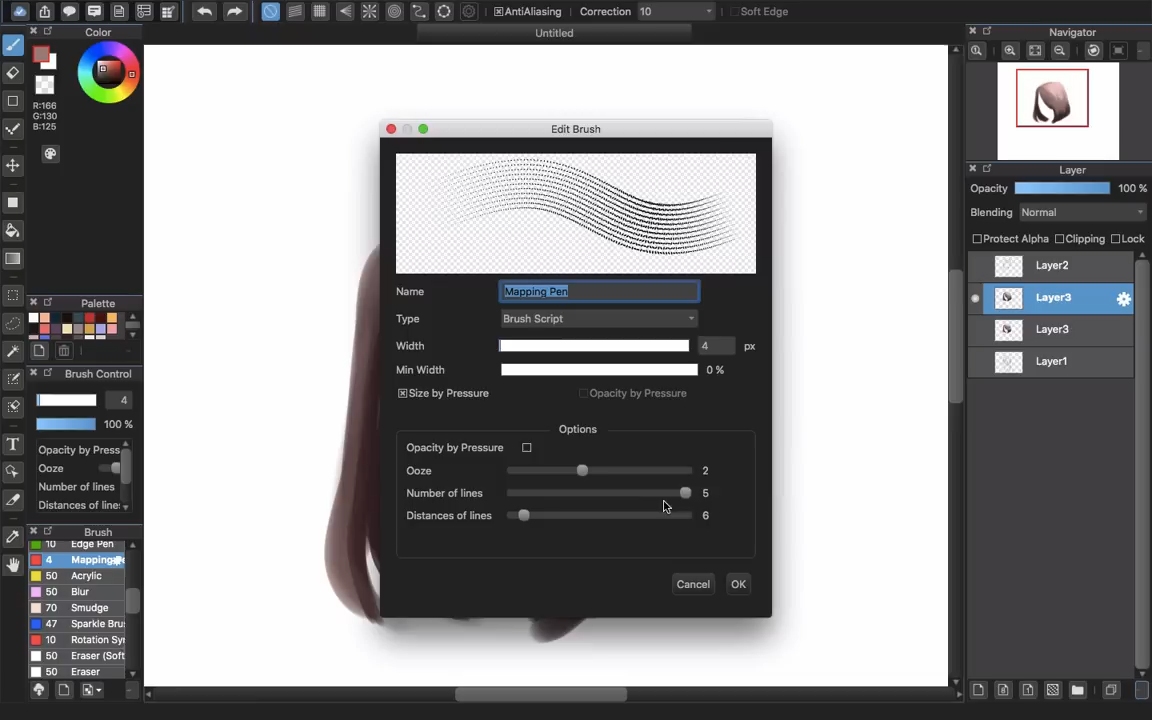 AntiAliasing Correction 10 Soft Edge
Color
Untitled
Navigator
R:166
G:130
B:125
Edit Brush
Layer
Opacity 100 %
Blending Normal
Protect Alpha Clipping Lock
Layer2
Layer3
Layer3
Layer1
Name Mapping Pen
Type Brush Script
Width 4 px
Min Width 0 %
Size by Pressure Opacity by Pressure
Options
Opacity by Pressure
Ooze 2
Number of lines 5
Distances of lines 6
Cancel OK
Palette
Brush Control
4
100 %
Opacity by Press
Ooze
Number of lines
Distances of lines
Brush
10 Edge Pen
4 Mapping
50 Acrylic
50 Blur
70 Smudge
47 Sparkle Brus
10 Rotation Sy
50 Eraser (Soft
50 Eraser
T